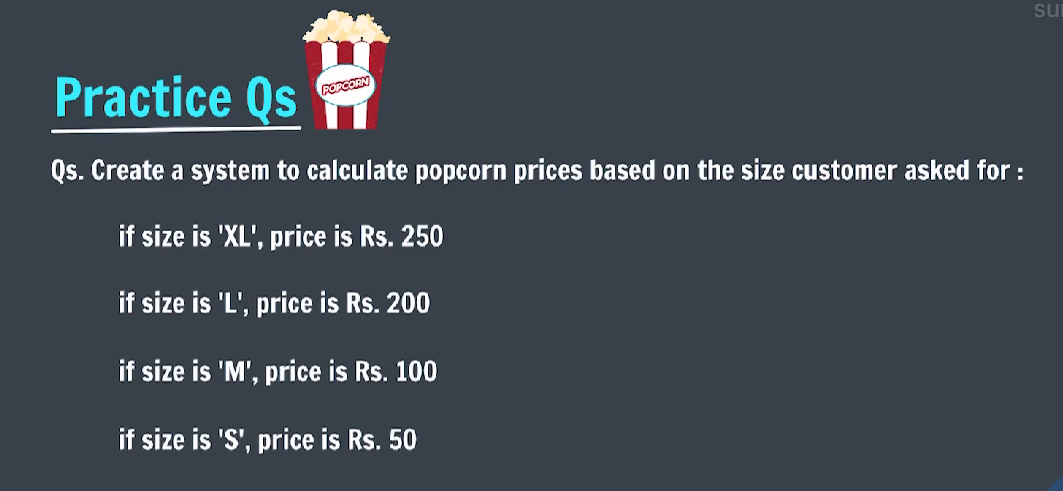 Practice Qs
POPCORN
Qs. Create a system to calculate popcorn prices based on the size customer asked for :
if size is 'XL', price is Rs. 250
if size is 'L', price is Rs. 200
if size is 'M', price is Rs. 100
if size is 'S', price is Rs. 50